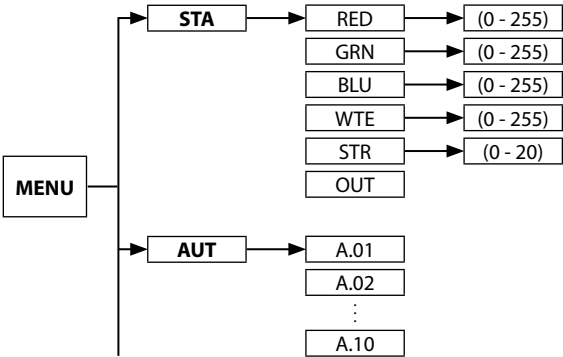 STA RED (0 - 255)
GRN (0 - 255)
BLU (0 - 255)
WTE (0 - 255)
STR (0 - 20)
MENU OUT
AUT A.01
A.02
⋮
A.10